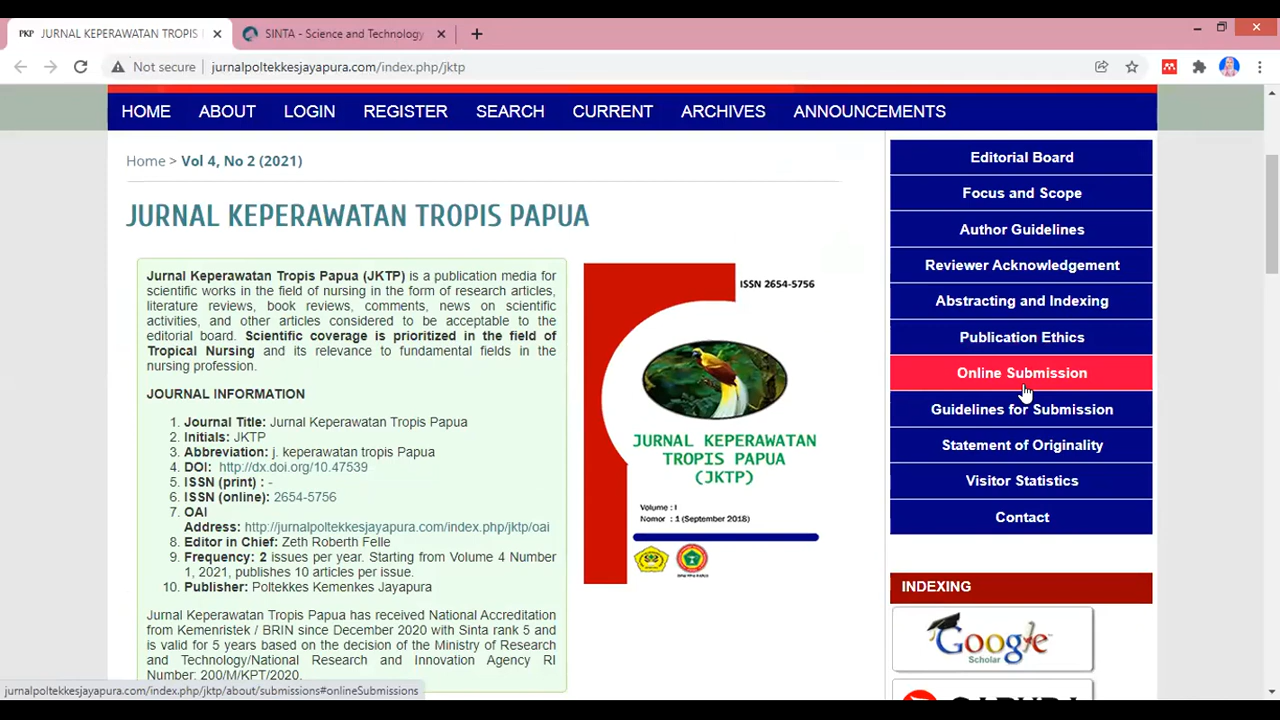 PKP JURNAL KEPERAWATAN TROPIS
SINTA - Science and Technology
Not secure
jurnalpoltekkesjayapura.com/index.php/jktp
HOME ABOUT LOGIN REGISTER SEARCH CURRENT ARCHIVES ANNOUNCEMENTS
Home > Vol 4, No 2 (2021)
JURNAL KEPERAWATAN TROPIS PAPUA
Jurnal Keperawatan Tropis Papua (JKTP) is a publication media for
scientific works in the field of nursing in the form of research articles,
literature reviews, book reviews, comments, news on scientific
activities, and other articles considered to be acceptable to the
editorial board. Scientific coverage is prioritized in the field of
Tropical Nursing and its relevance to fundamental fields in the
nursing profession.
JOURNAL INFORMATION
1. Journal Title: Jurnal Keperawatan Tropis Papua
2. Initials: JKTP
3. Abbreviation: j. keperawatan tropis Papua
4. DOI: http://dx.doi.org/10.47539
5. ISSN (print) : -
6. ISSN (online): 2654-5756
7. OAI
Address: http://jurnalpoltekkesjayapura.com/index.php/jktp/oai
8. Editor in Chief: Zeth Roberth Felle
9. Frequency: 2 issues per year. Starting from Volume 4 Number
1, 2021, publishes 10 articles per issue.
10. Publisher: Poltekkes Kemenkes Jayapura
Jurnal Keperawatan Tropis Papua has received National Accreditation
from Kemenristek / BRIN since December 2020 with Sinta rank 5 and
is valid for 5 years based on the decision of the Ministry of Research
and Technology/National Research and Innovation Agency RI
Number: 200/M/KPT/2020.
ISSN 2654-5756
JURNAL KEPERAWATAN
TROPIS PAPUA
(JKTP)
Volume : I
Nomor : 1 (September 2018)
Editorial Board
Focus and Scope
Author Guidelines
Reviewer Acknowledgement
Abstracting and Indexing
Publication Ethics
Online Submission
Guidelines for Submission
Statement of Originality
Visitor Statistics
Contact
INDEXING
Google
Scholar
jurnalpoltekkesjayapura.com/index.php/jktp/about/submissions#onlineSubmissions